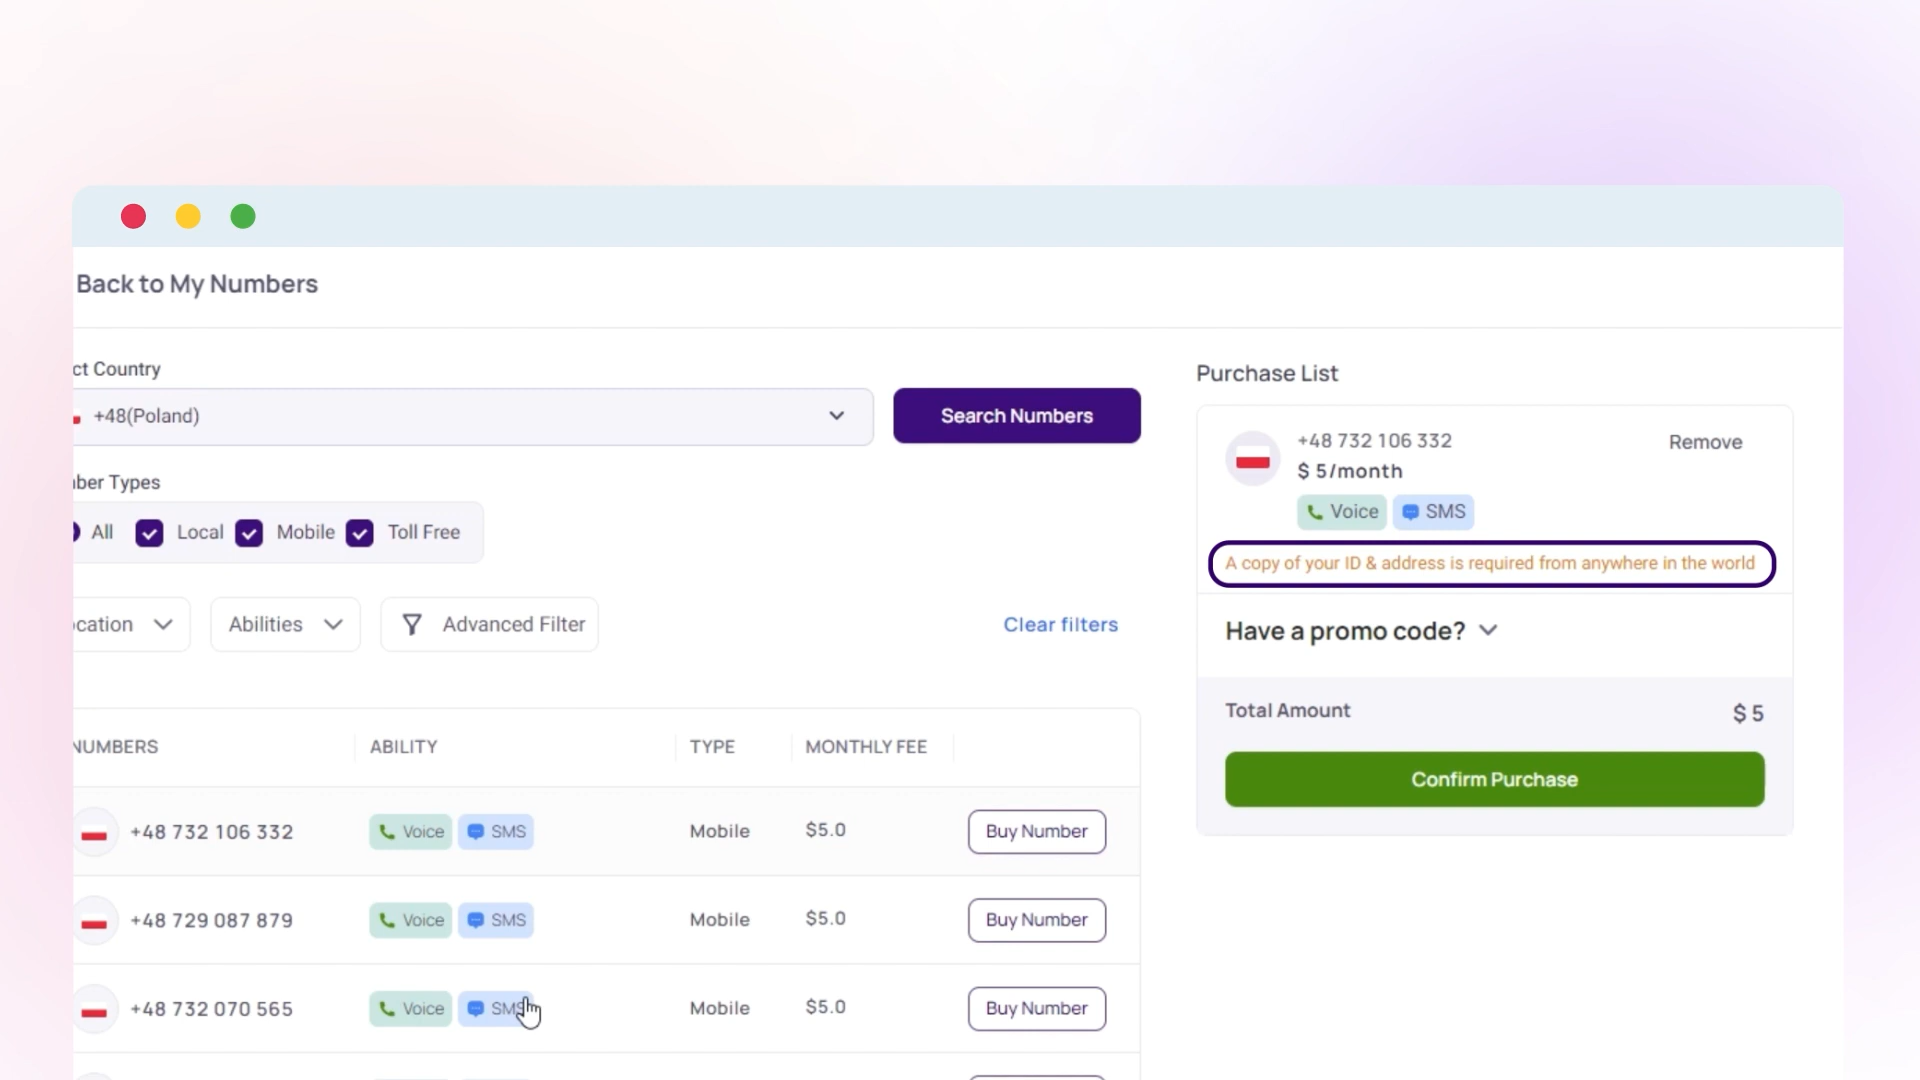 Back to My Numbers
ct Country
+48(Poland)
Search Numbers
ber Types
All
Local
Mobile
Toll Free
cation
Abilities
Advanced Filter
Clear filters
NUMBERS
ABILITY
TYPE
MONTHLY FEE
+48 732 106 332
Voice
SMS
Mobile
$5.0
Buy Number
+48 729 087 879
Voice
SMS
Mobile
$5.0
Buy Number
+48 732 070 565
Voice
SMS
Mobile
$5.0
Buy Number
Purchase List
+48 732 106 332
Remove
$ 5/month
Voice
SMS
A copy of your ID & address is required from anywhere in the world
Have a promo code?
Total Amount
$ 5
Confirm Purchase